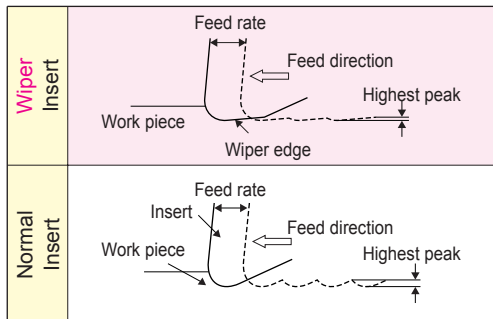 Wiper
Insert
Feed rate
Feed direction
Highest peak
Work piece
Wiper edge
Normal
Insert
Feed rate
Insert
Feed direction
Work piece
Highest peak